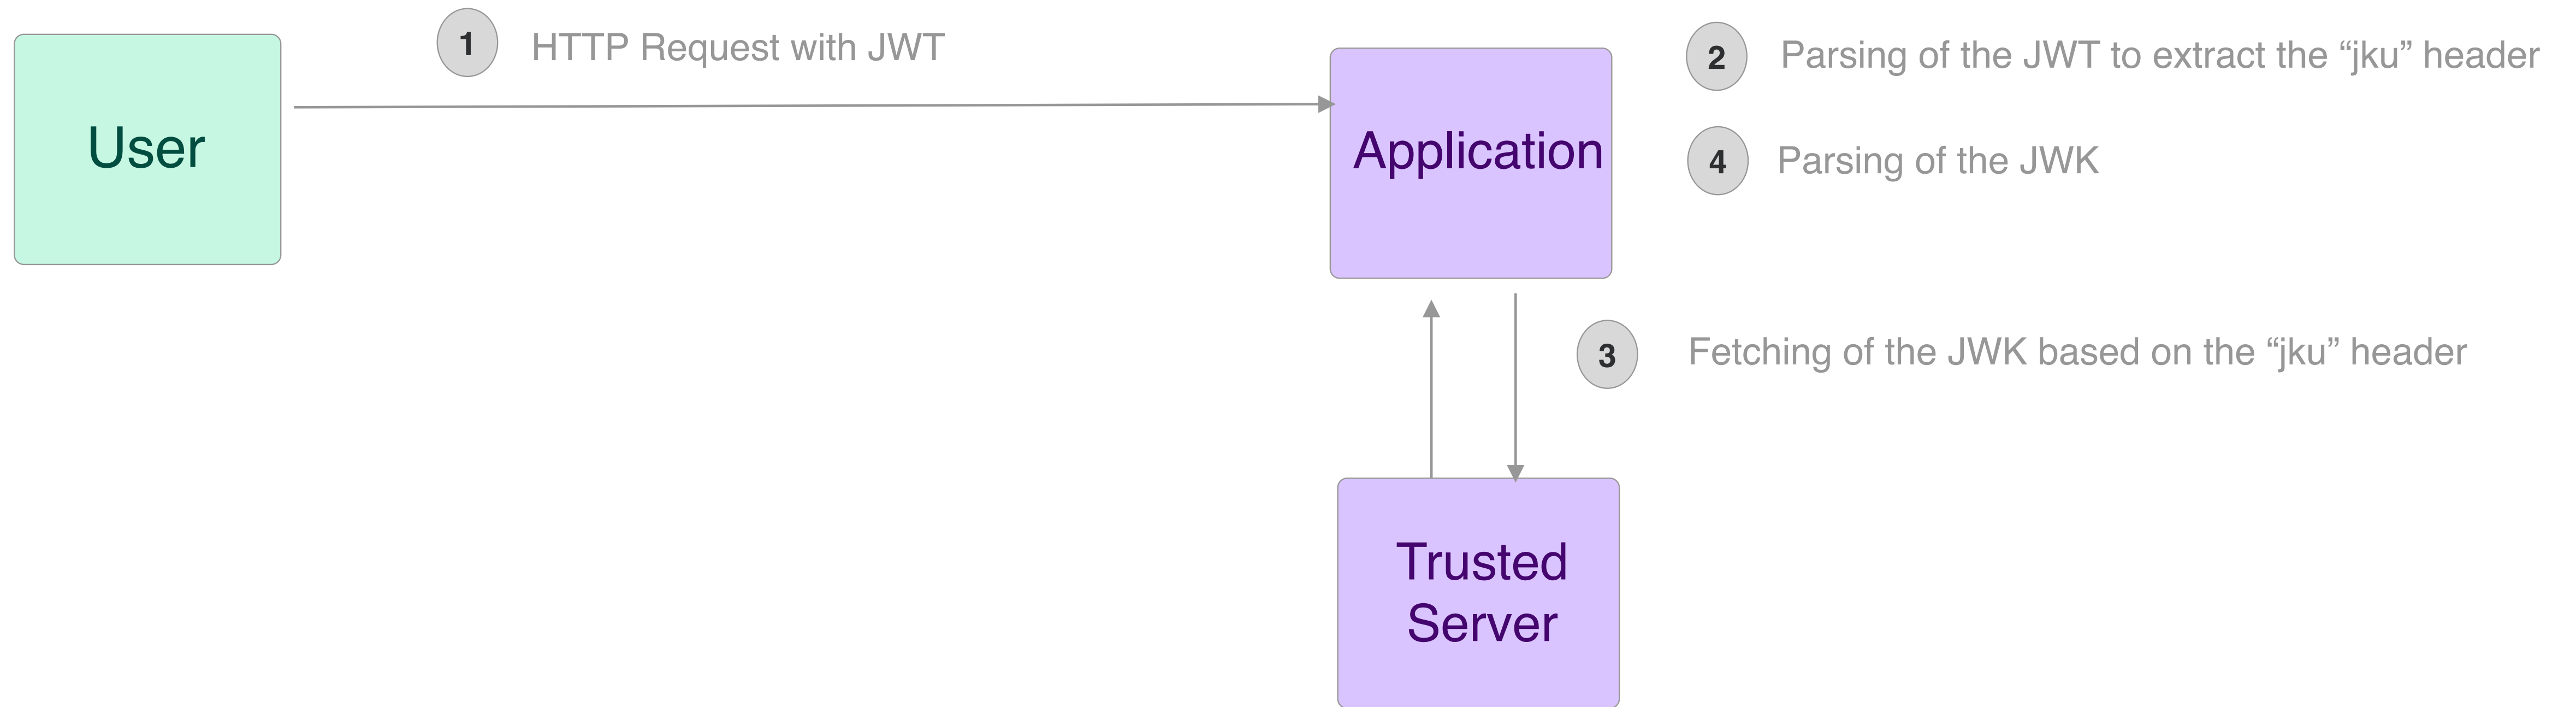 1 HTTP Request with JWT
User
Application
2 Parsing of the JWT to extract the “jku” header
4 Parsing of the JWK
3 Fetching of the JWK based on the “jku” header
Trusted
Server